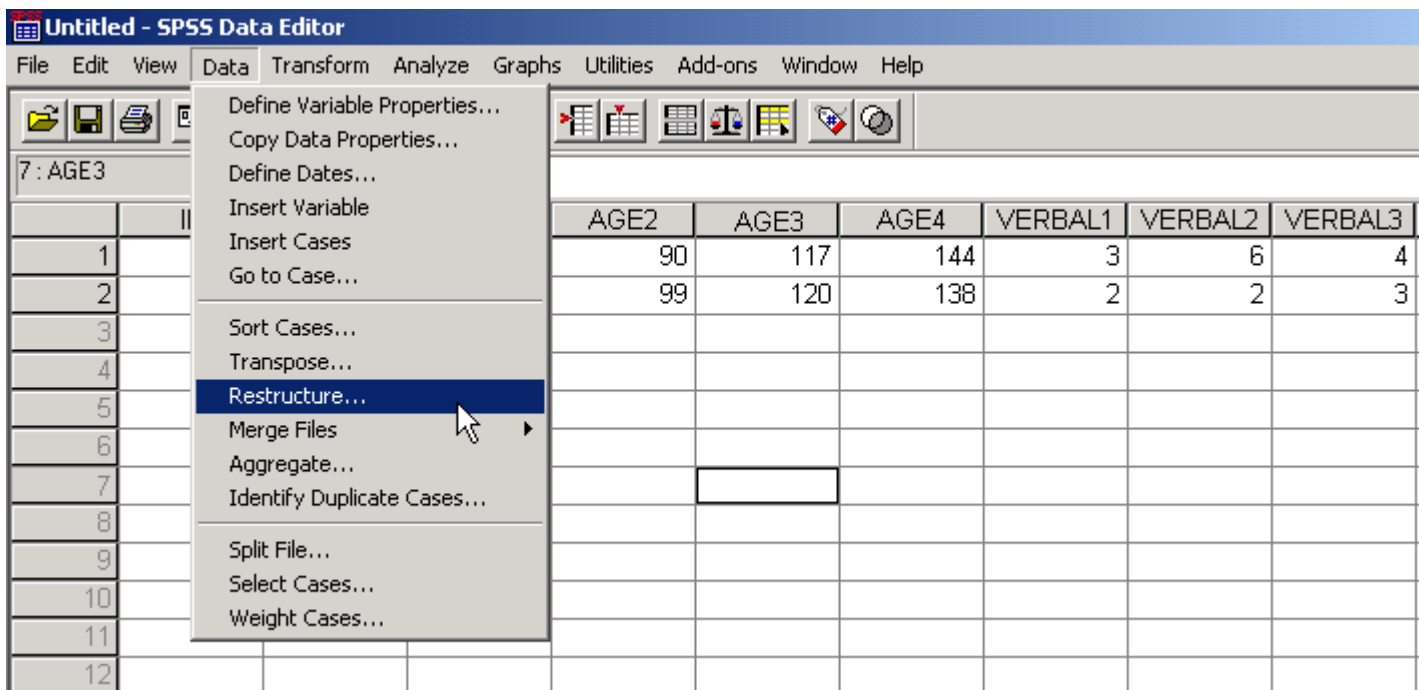 SPSS
Untitled - SPSS Data Editor
File Edit View Data Transform Analyze Graphs Utilities Add-ons Window Help
7 : AGE3
AGE2 AGE3 AGE4 VERBAL1 VERBAL2 VERBAL3
1 90 117 144 3 6 4
2 99 120 138 2 2 3
3
4
5
6
7
8
9
10
11
12
Define Variable Properties...
Copy Data Properties...
Define Dates...
Insert Variable
Insert Cases
Go to Case...
Sort Cases...
Transpose...
Restructure...
Merge Files
Aggregate...
Identify Duplicate Cases...
Split File...
Select Cases...
Weight Cases...